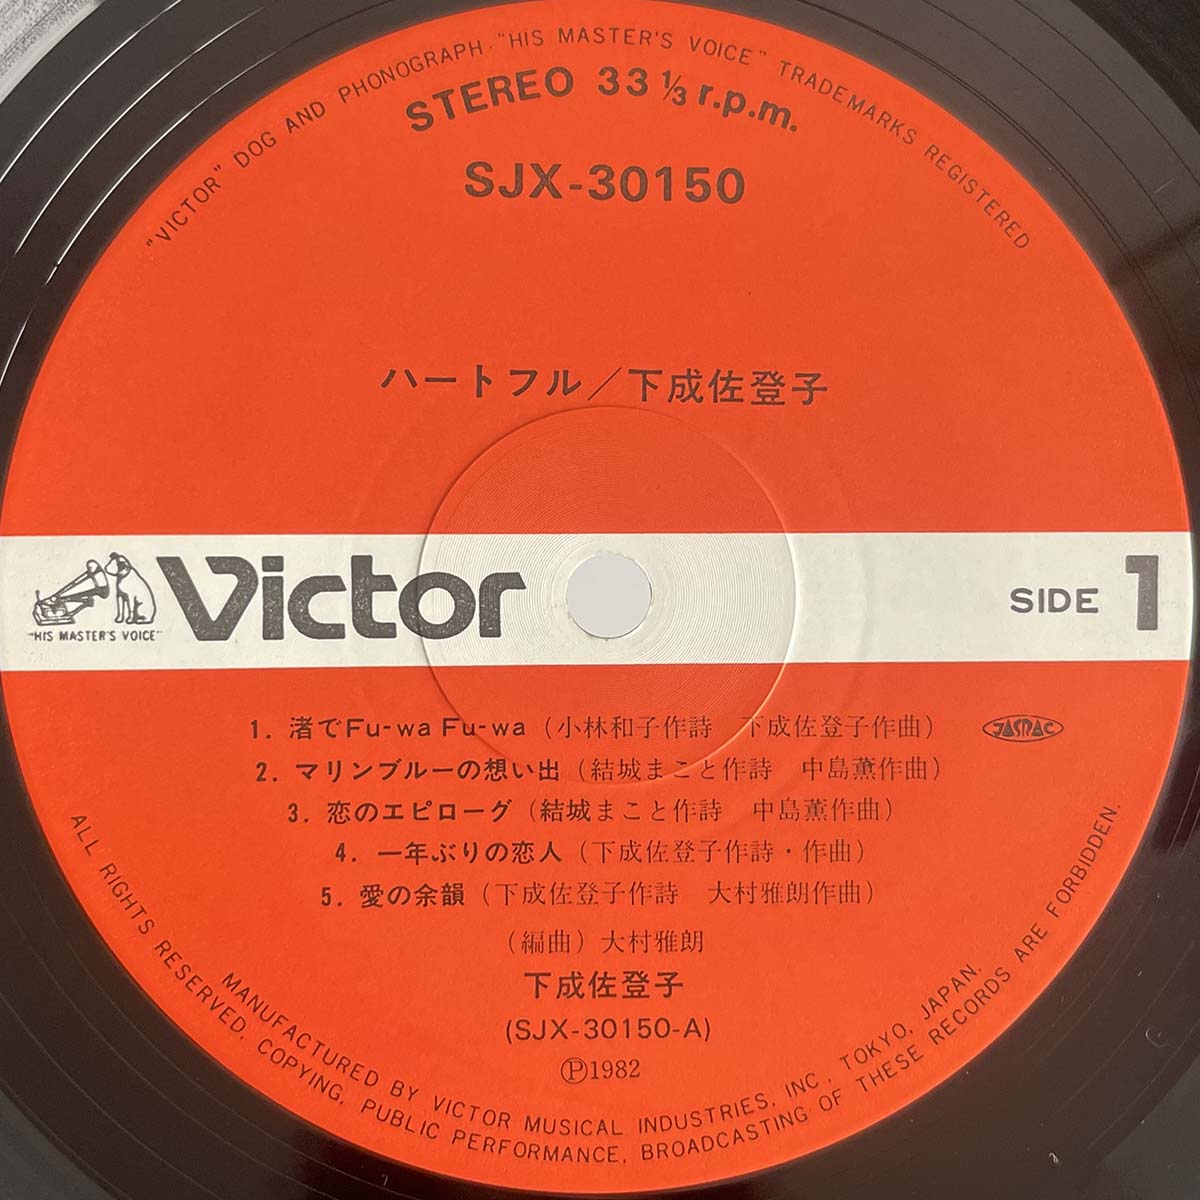 "VICTOR" DOG AND PHONOGRAPH "HIS MASTER'S VOICE" TRADEMARKS REGISTERED
STEREO 33 1/3 r.p.m.
SJX-30150
ハートフル/下成佐登子
"HIS MASTER'S VOICE"
Victor
SIDE 1
1. 渚でFu-wa Fu-wa (小林和子作詩 下成佐登子作曲)
JASRAC
2. マリンブルーの想い出 (結城まこと作詩 中島薫作曲)
3. 恋のエピローグ (結城まこと作詩 中島薫作曲)
4. 一年ぶりの恋人 (下成佐登子作詩・作曲)
5. 愛の余韻 (下成佐登子作詩 大村雅朗作曲)
(編曲) 大村雅朗
下成佐登子
(SJX-30150-A)
Ⓟ1982
MANUFACTURED BY VICTOR MUSICAL INDUSTRIES, INC., TOKYO, JAPAN.
ALL RIGHTS RESERVED. COPYING, PUBLIC PERFORMANCE, BROADCASTING OF THESE RECORDS ARE FORBIDDEN.